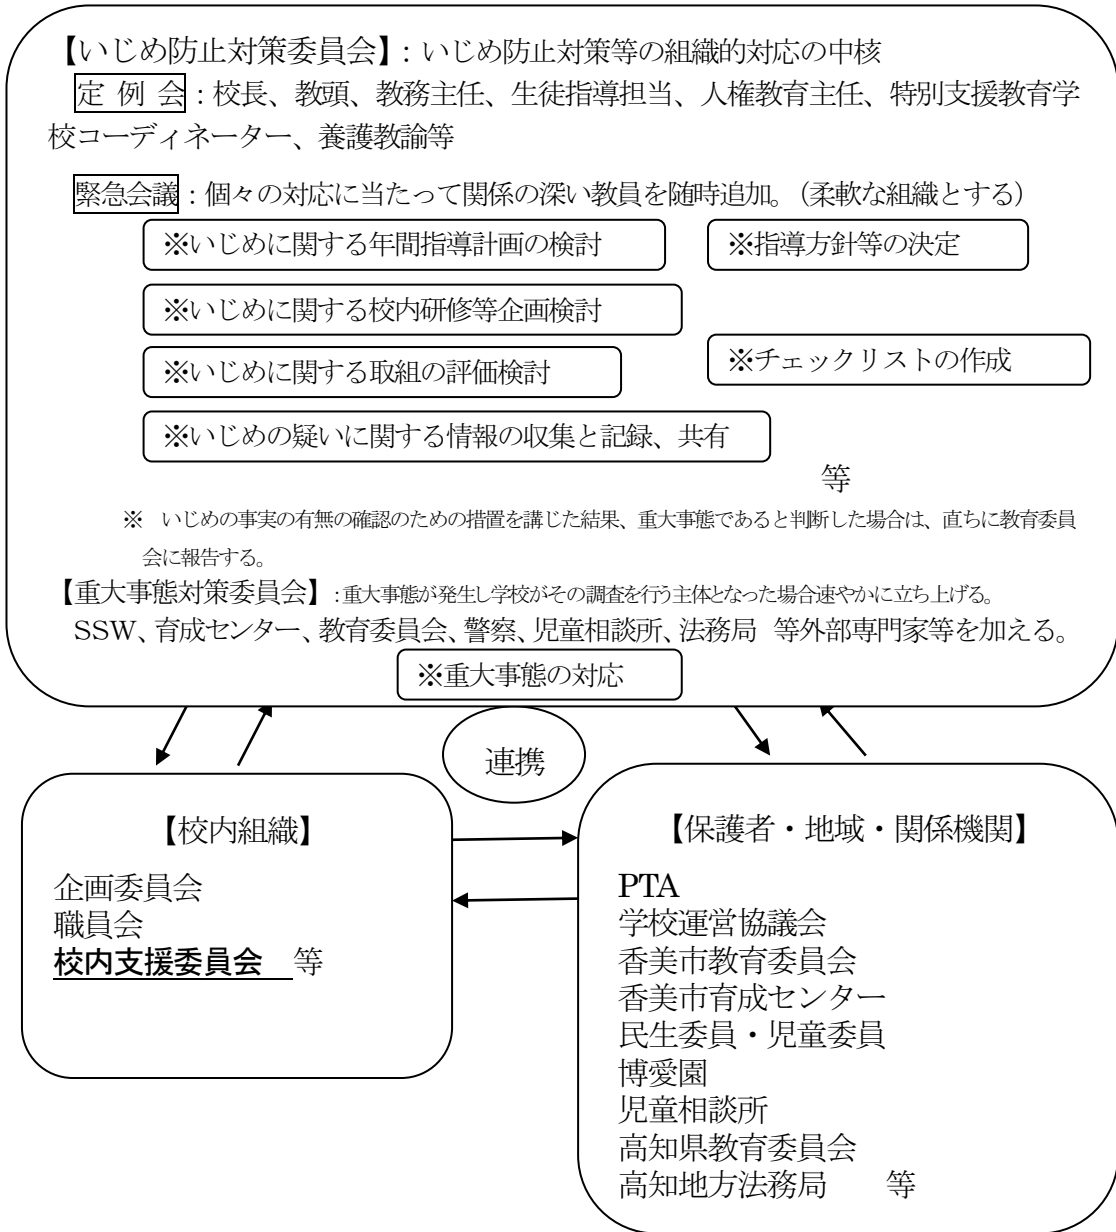 【いじめ防止対策委員会】：いじめ防止対策等の組織的対応の中核
定 例 会：校長、教頭、教務主任、生徒指導担当、人権教育主任、特別支援教育学
校コーディネーター、養護教諭等
緊急会議：個々の対応に当たって関係の深い教員を随時追加。（柔軟な組織とする）
※いじめに関する年間指導計画の検討
※指導方針等の決定
※いじめに関する校内研修等企画検討
※いじめに関する取組の評価検討
※チェックリストの作成
※いじめの疑いに関する情報の収集と記録、共有
等
※　いじめの事実の有無の確認のための措置を講じた結果、重大事態であると判断した場合は、直ちに教育委員
会に報告する。
【重大事態対策委員会】：重大事態が発生し学校がその調査を行う主体となった場合速やかに立ち上げる。
SSW、育成センター、教育委員会、警察、児童相談所、法務局　等外部専門家等を加える。
※重大事態の対応
連携
【校内組織】
企画委員会
職員会
校内支援委員会　等
【保護者・地域・関係機関】
PTA
学校運営協議会
香美市教育委員会
香美市育成センター
民生委員・児童委員
博愛園
児童相談所
高知県教育委員会
高知地方法務局　　等